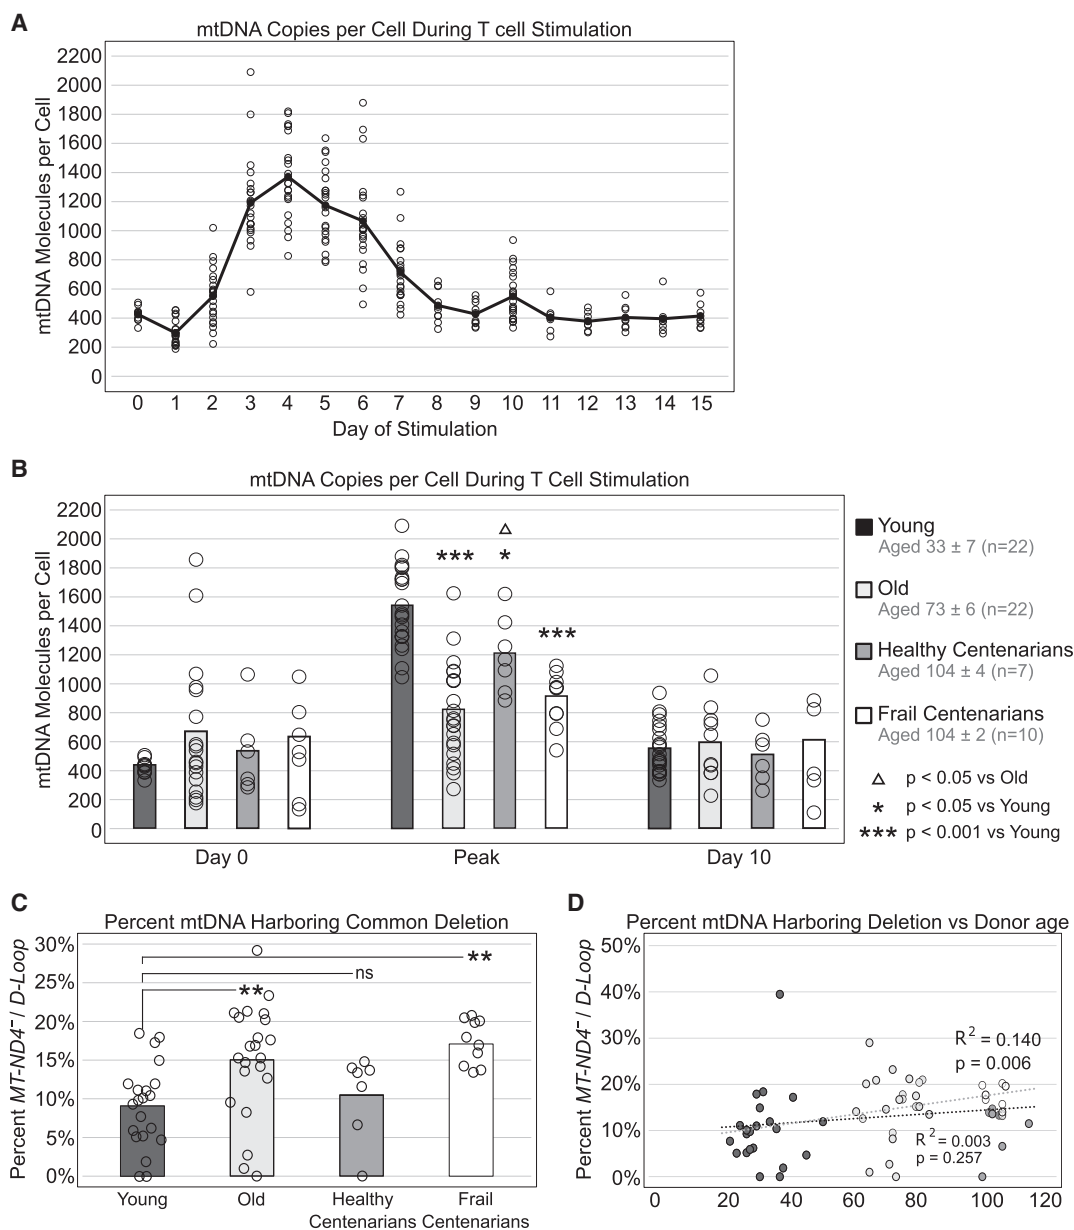 A
mtDNA Copies per Cell During T cell Stimulation
mtDNA Molecules per Cell
2200
2000
1800
1600
1400
1200
1000
800
600
400
200
0
0 1 2 3 4 5 6 7 8 9 10 11 12 13 14 15
Day of Stimulation
B
mtDNA Copies per Cell During T Cell Stimulation
mtDNA Molecules per Cell
2200
2000
1800
1600
1400
1200
1000
800
600
400
200
0
△
*** *
***
Day 0 Peak Day 10
Young
Aged 33 ± 7 (n=22)
Old
Aged 73 ± 6 (n=22)
Healthy Centenarians
Aged 104 ± 4 (n=7)
Frail Centenarians
Aged 104 ± 2 (n=10)
△ p < 0.05 vs Old
* p < 0.05 vs Young
*** p < 0.001 vs Young
C
Percent mtDNA Harboring Common Deletion
Percent MT-ND4⁻ / D-Loop
30%
25%
20%
15%
10%
5%
0%
**
ns
**
Young Old Healthy Frail
Centenarians Centenarians
D
Percent mtDNA Harboring Deletion vs Donor age
Percent MT-ND4⁻ / D-Loop
50%
40%
30%
20%
10%
0%
R² = 0.140
p = 0.006
R² = 0.003
p = 0.257
0 20 40 60 80 100 120